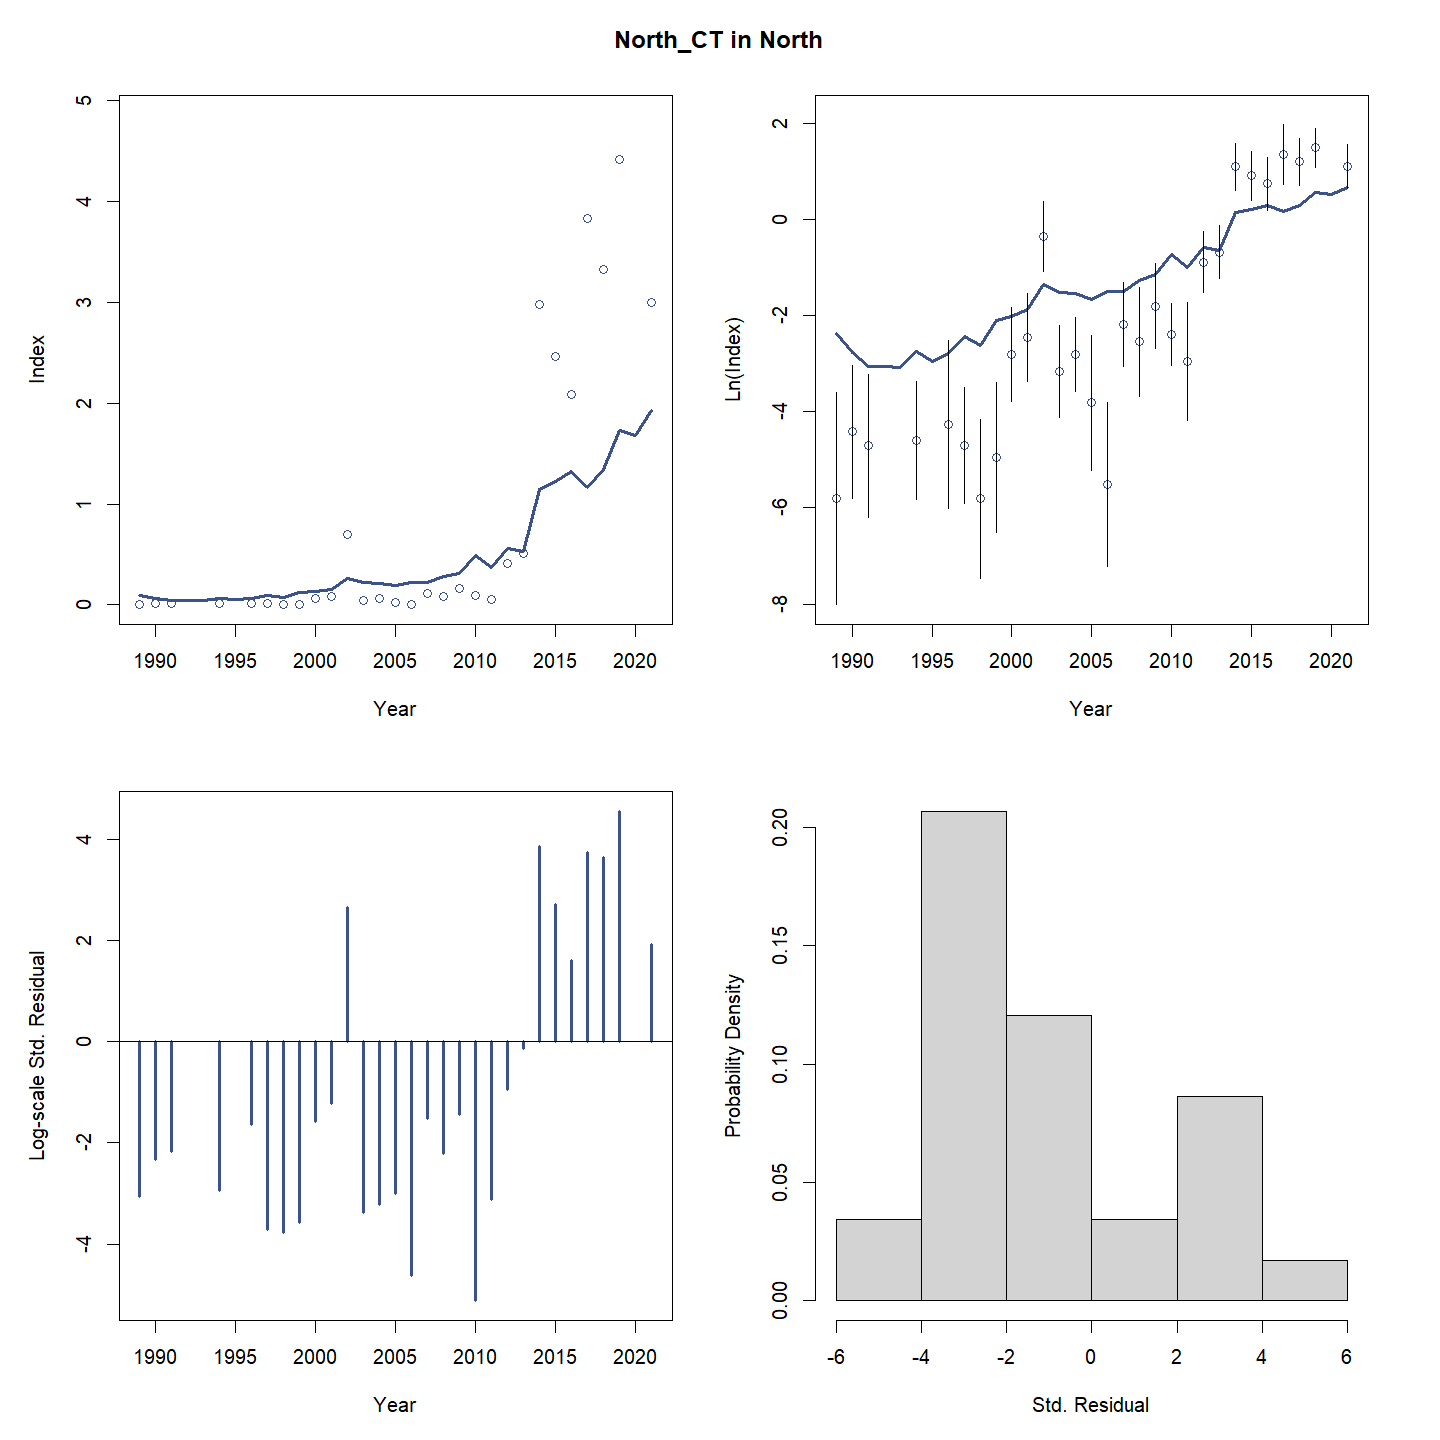 North_CT in North
5
4
3
2
1
0
Index
1990 1995 2000 2005 2010 2015 2020
Year
2
0
-2
-4
-6
-8
Ln(Index)
1990 1995 2000 2005 2010 2015 2020
Year
4
2
0
-2
-4
Log-scale Std. Residual
1990 1995 2000 2005 2010 2015 2020
Year
0.20
0.15
0.10
0.05
0.00
Probability Density
-6 -4 -2 0 2 4 6
Std. Residual